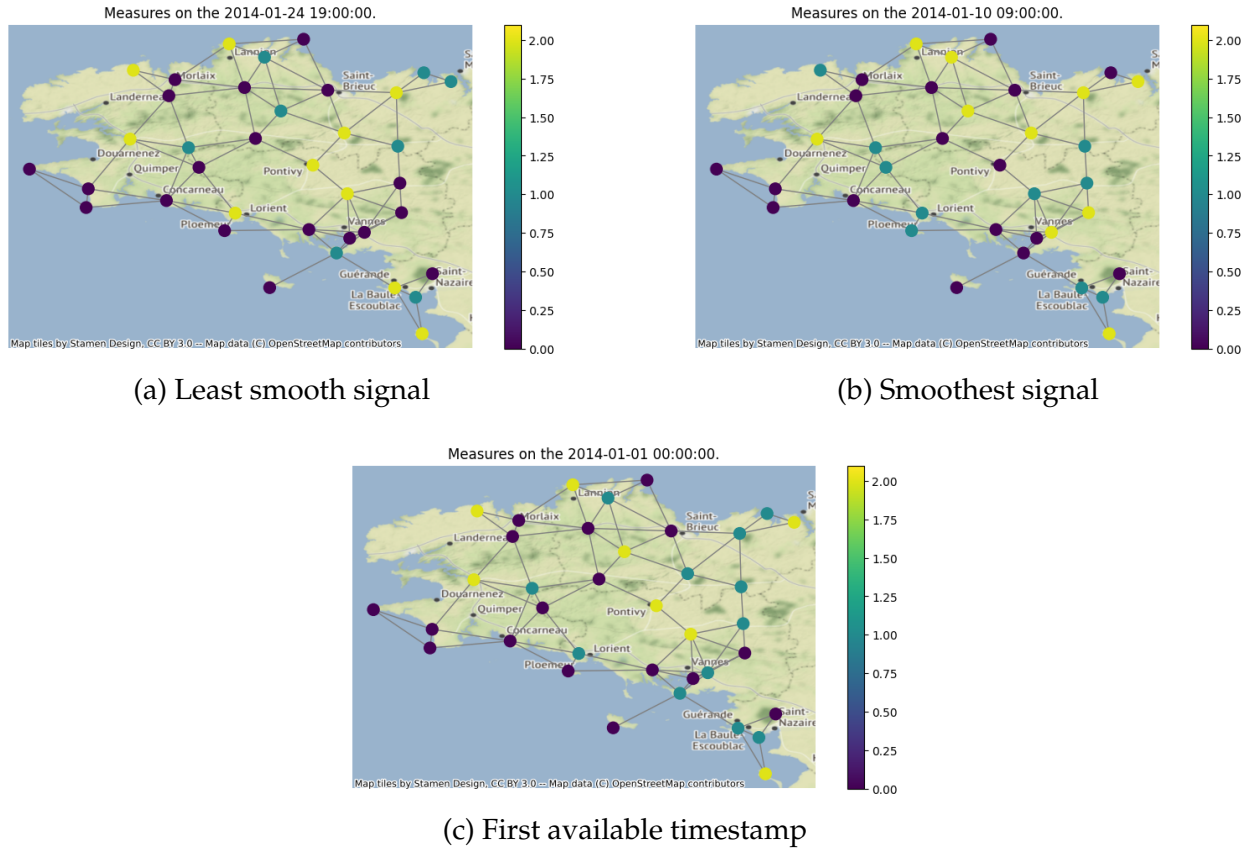 Measures on the 2014-01-24 19:00:00.
Lannion
Morlaix
Saint-
Brieuc
Landernea
Douarnenez
Quimper
Pontivy
Concarneau
Lorient
Ploemeu
Vannes
Guérande
Saint-
Nazaire
La Baule
Escoublac
Map tiles by Stamen Design, CC BY 3.0 -- Map data (C) OpenStreetMap contributors
2.00
1.75
1.50
1.25
1.00
0.75
0.50
0.25
0.00
(a) Least smooth signal
Measures on the 2014-01-10 09:00:00.
Lannion
Morlaix
Saint-
Brieuc
Landernea
Douarnenez
Quimper
Pontivy
Concarneau
Lorient
Ploemeu
Vannes
Guérande
Saint-
Nazaire
La Baule
Escoublac
Map tiles by Stamen Design, CC BY 3.0 -- Map data (C) OpenStreetMap contributors
2.00
1.75
1.50
1.25
1.00
0.75
0.50
0.25
0.00
(b) Smoothest signal
Measures on the 2014-01-01 00:00:00.
Lannion
Morlaix
Saint-
Brieuc
Landernea
Douarnenez
Quimper
Pontivy
Concarneau
Lorient
Ploemeu
Vannes
Guérande
Saint-
Nazaire
La Baule
Escoublac
Map tiles by Stamen Design, CC BY 3.0 -- Map data (C) OpenStreetMap contributors
2.00
1.75
1.50
1.25
1.00
0.75
0.50
0.25
0.00
(c) First available timestamp